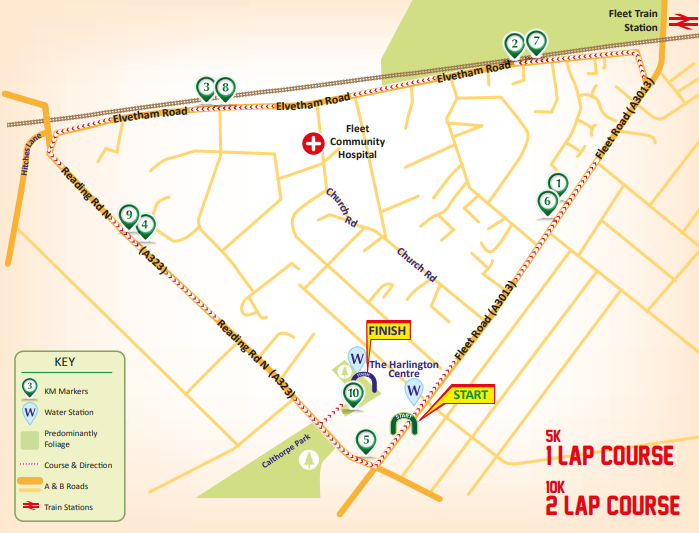 Fleet Train
Station
2
7
Elvetham Road
3
8
Elvetham Road
Elvetham Road
Fleet Road (A3013)
Hitches Lane
Fleet
Community
Hospital
Reading Rd N
(A323)
9
4
Church
Rd
Church Rd
1
6
Fleet Road (A3013)
Reading Rd N (A323)
FINISH
W
The Harlington
Centre
10
W
START
START
5
Calthorpe Park
KEY
3
KM Markers
W
Water Station
Predominantly
Foliage
Course & Direction
A & B Roads
Train Stations
5K
1 LAP COURSE
10K
2 LAP COURSE